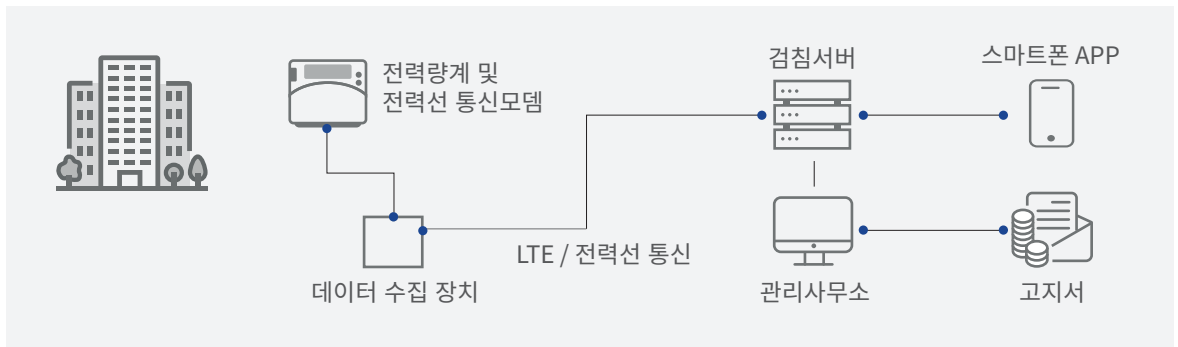 전력량계 및
전력선 통신모뎀
데이터 수집 장치
LTE / 전력선 통신
검침서버
스마트폰 APP
관리사무소
고지서